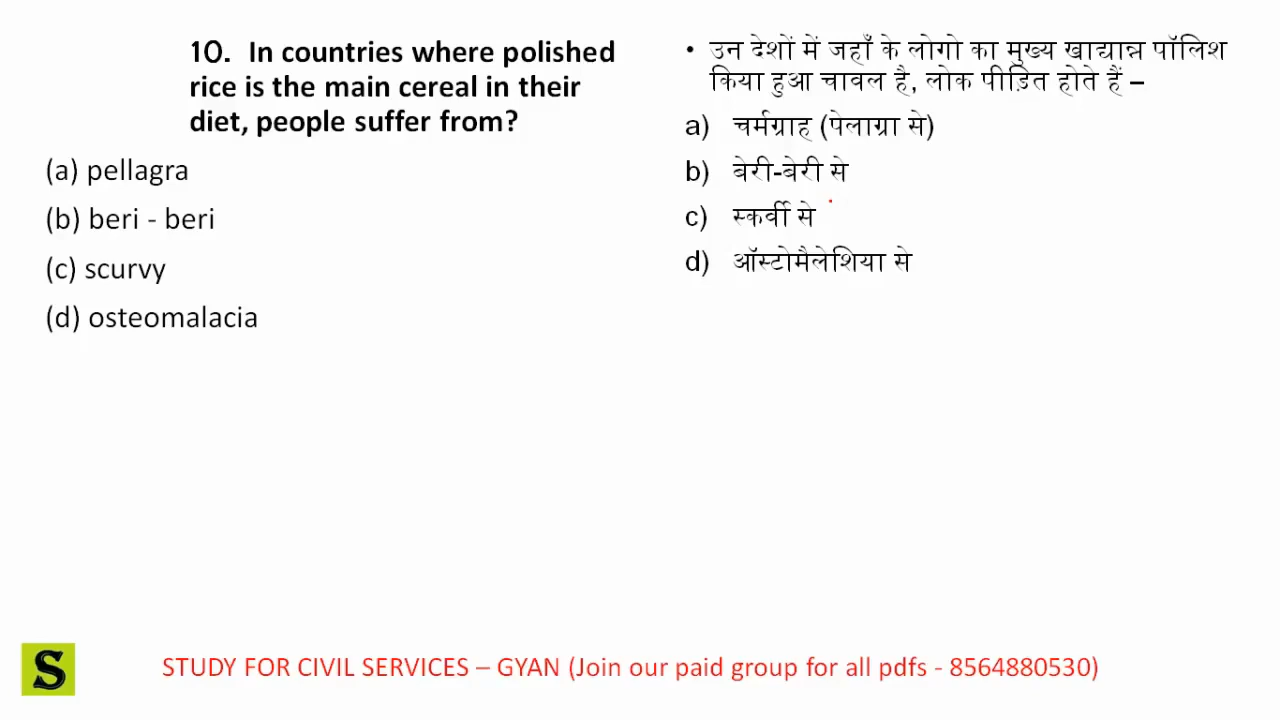 10. In countries where polished
rice is the main cereal in their
diet, people suffer from?
(a) pellagra
(b) beri - beri
(c) scurvy
(d) osteomalacia
• उन देशों में जहाँ के लोगो का मुख्य खाद्यान्न पॉलिश
किया हुआ चावल है, लोक पीड़ित होते हैं –
a) चर्मग्राह (पेलाग्रा से)
b) बेरी-बेरी से
c) स्कर्वी से
d) ऑस्टोमैलेशिया से
S
STUDY FOR CIVIL SERVICES – GYAN (Join our paid group for all pdfs - 8564880530)